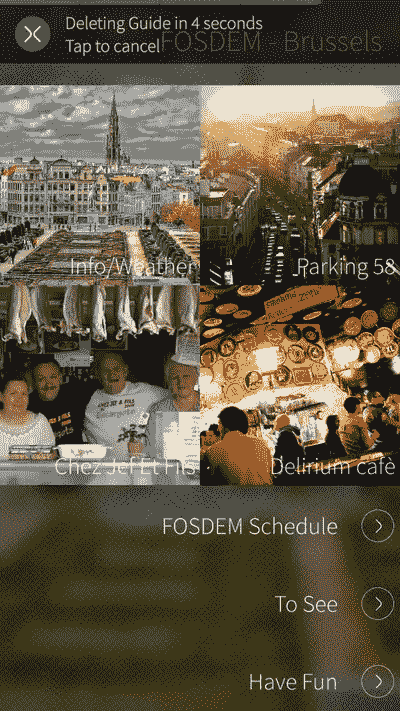 Deleting Guide in 4 seconds
Tap to cancel
FOSDEM - Brussels
Info/Weather
Parking 58
Chez Jef Et Fils
Delirium café
FOSDEM Schedule
To See
Have Fun